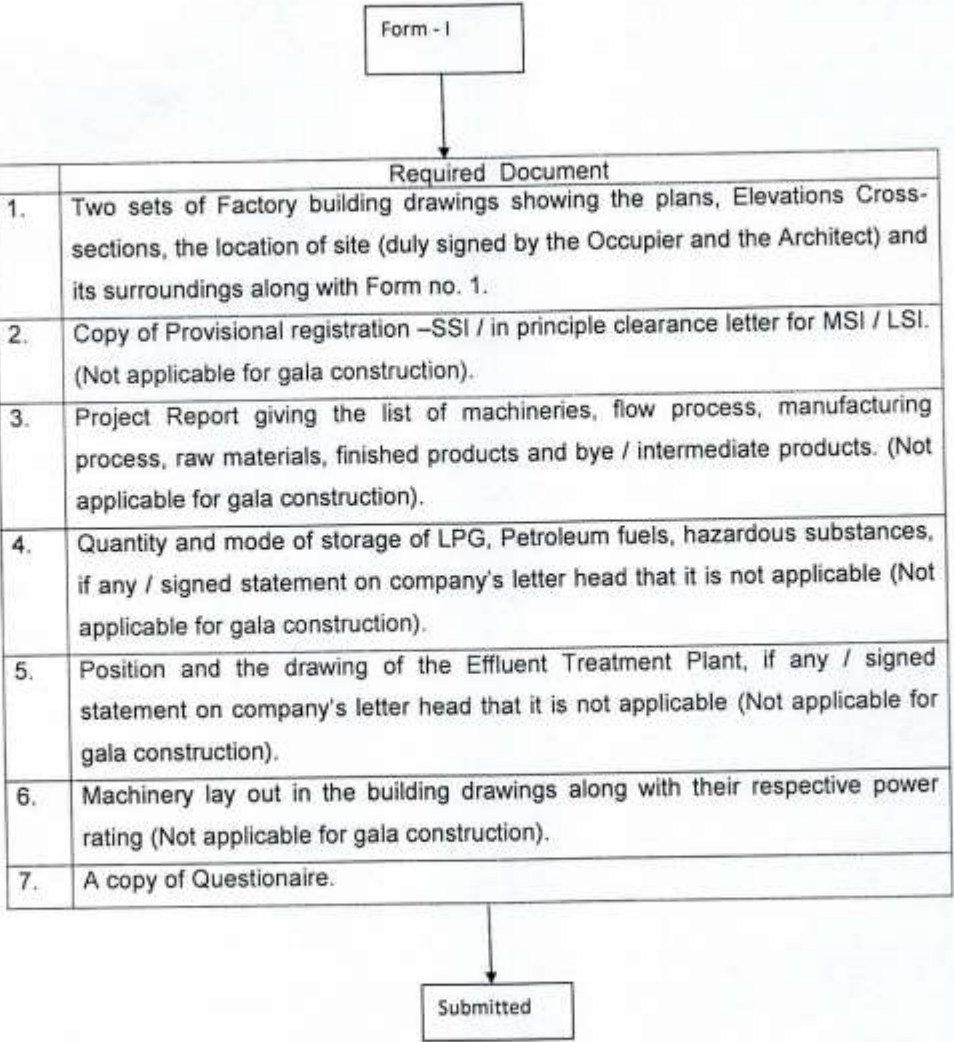 Form - I
Required Document
1. Two sets of Factory building drawings showing the plans, Elevations Cross-
sections, the location of site (duly signed by the Occupier and the Architect) and
its surroundings along with Form no. 1.
2. Copy of Provisional registration –SSI / in principle clearance letter for MSI / LSI.
(Not applicable for gala construction).
3. Project Report giving the list of machineries, flow process, manufacturing
process, raw materials, finished products and bye / intermediate products. (Not
applicable for gala construction).
4. Quantity and mode of storage of LPG, Petroleum fuels, hazardous substances,
if any / signed statement on company's letter head that it is not applicable (Not
applicable for gala construction).
5. Position and the drawing of the Effluent Treatment Plant, if any / signed
statement on company's letter head that it is not applicable (Not applicable for
gala construction).
6. Machinery lay out in the building drawings along with their respective power
rating (Not applicable for gala construction).
7. A copy of Questionaire.
Submitted